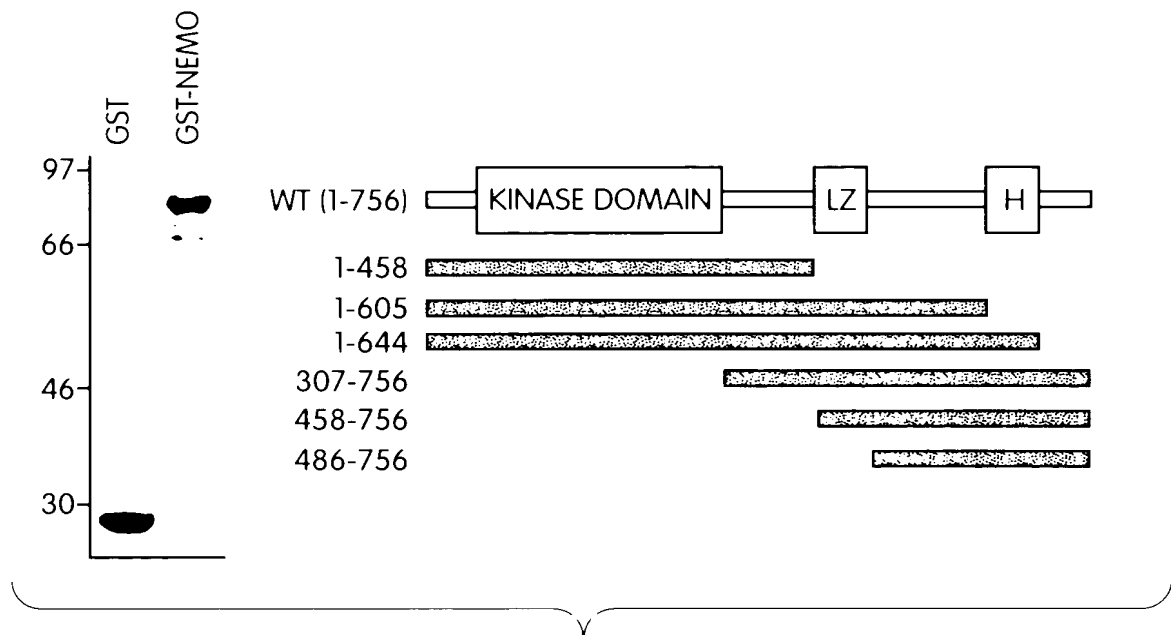 GST
GST-NEMO
97
66
46
30
WT (1-756)
KINASE DOMAIN
LZ
H
1-458
1-605
1-644
307-756
458-756
486-756